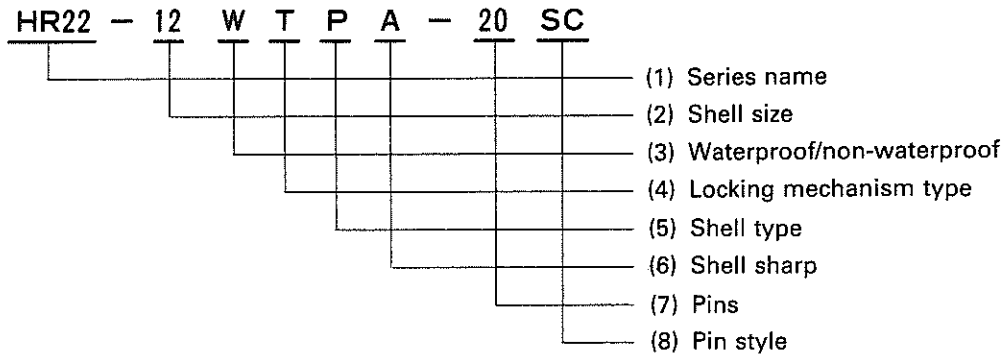 HR22 - 12 W T P A - 20 SC
(1) Series name
(2) Shell size
(3) Waterproof/non-waterproof
(4) Locking mechanism type
(5) Shell type
(6) Shell sharp
(7) Pins
(8) Pin style